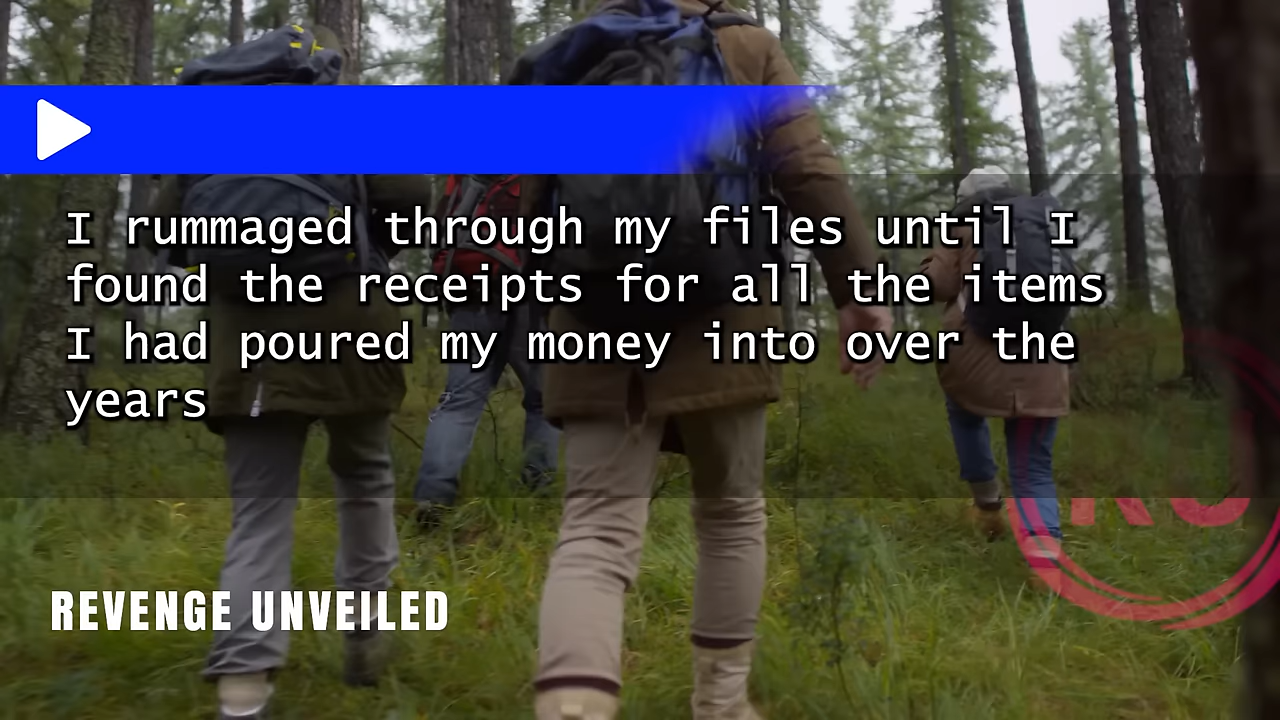 I rummaged through my files until I
found the receipts for all the items
I had poured my money into over the
years
RU
REVENGE UNVEILED